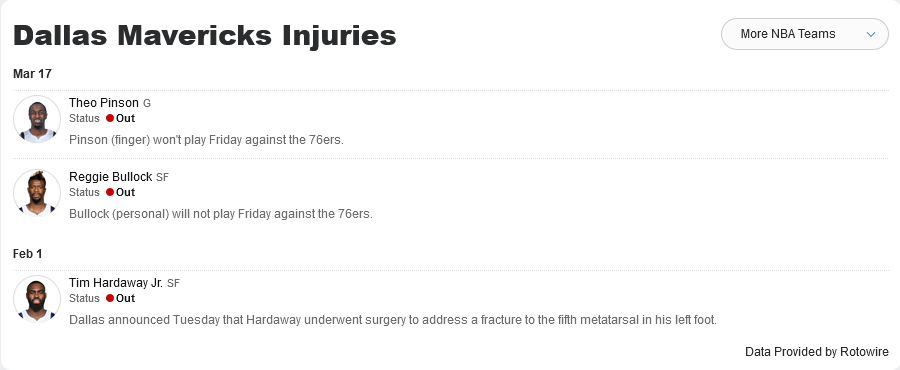 Dallas Mavericks Injuries
More NBA Teams
Mar 17
Theo Pinson G
Status Out
Pinson (finger) won't play Friday against the 76ers.
Reggie Bullock SF
Status Out
Bullock (personal) will not play Friday against the 76ers.
Feb 1
Tim Hardaway Jr. SF
Status Out
Dallas announced Tuesday that Hardaway underwent surgery to address a fracture to the fifth metatarsal in his left foot.
Data Provided by Rotowire